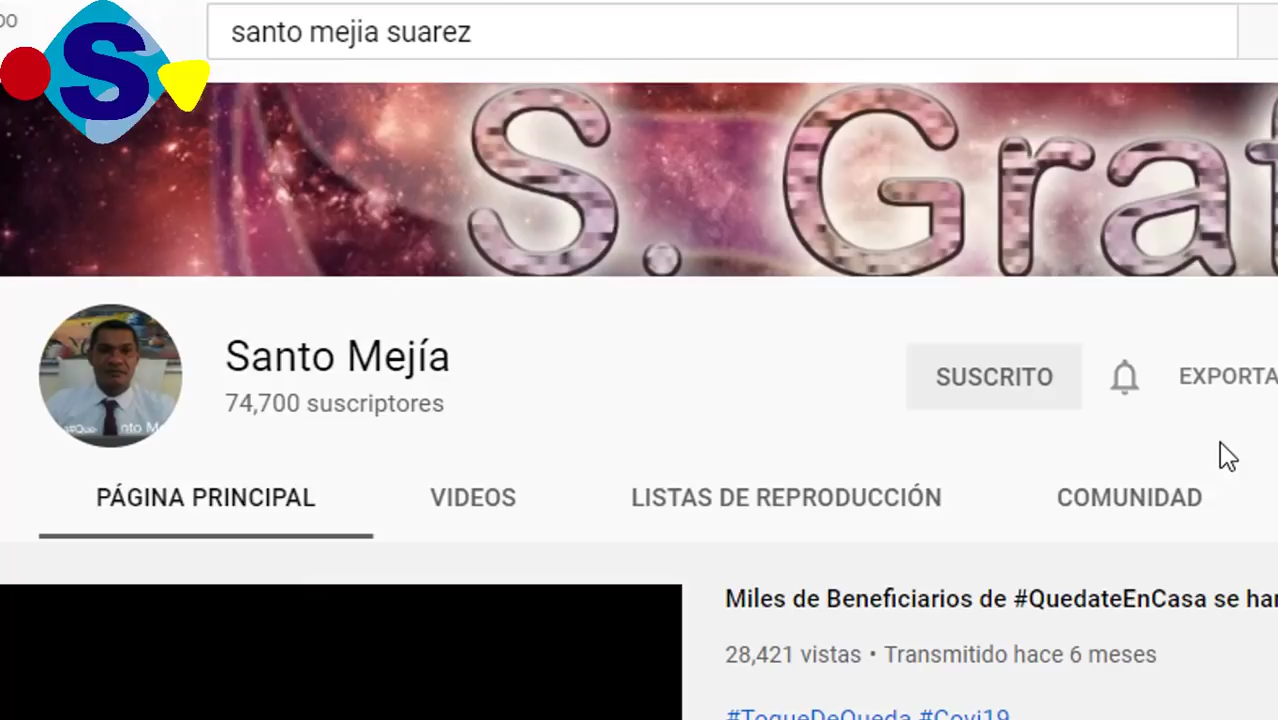 santo mejia suarez
S
S. Graf
Santo Mejía
74,700 suscriptores
SUSCRITO
EXPORTA
PÁGINA PRINCIPAL
VIDEOS
LISTAS DE REPRODUCCIÓN
COMUNIDAD
Miles de Beneficiarios de #QuedateEnCasa se har
28,421 vistas • Transmitido hace 6 meses
#ToqueDeQueda #Covi19